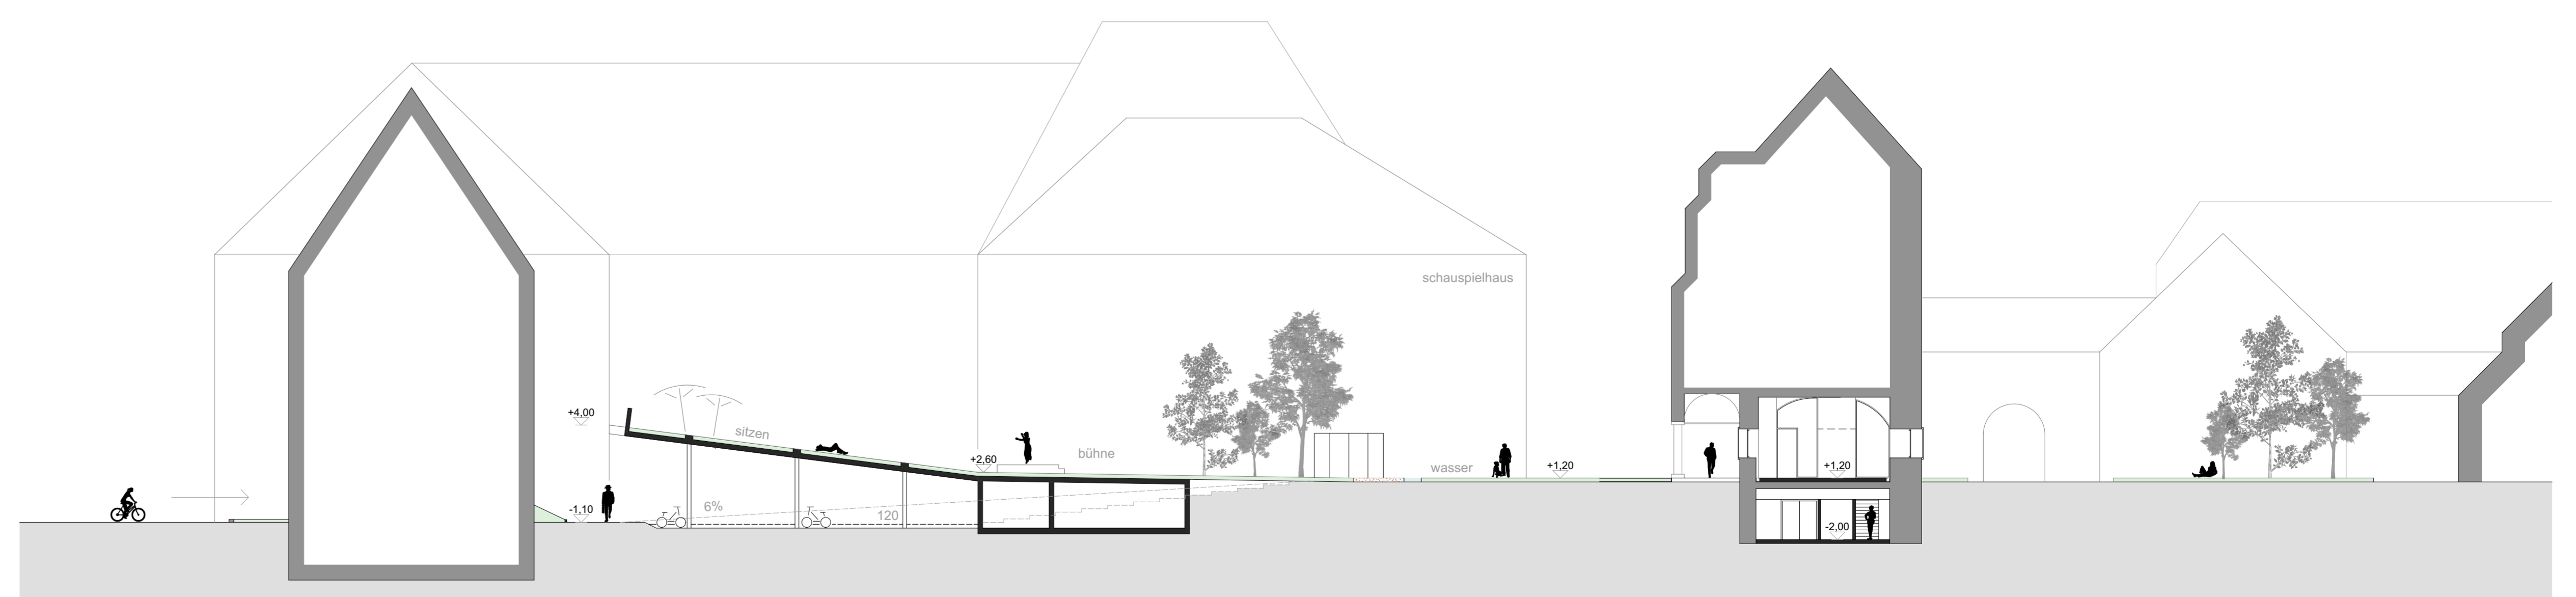 schauspielhaus
+4,00
sitzen
+2,60
bühne
wasser
+1,20
+1,20
-1,10
6%
120
-2,00